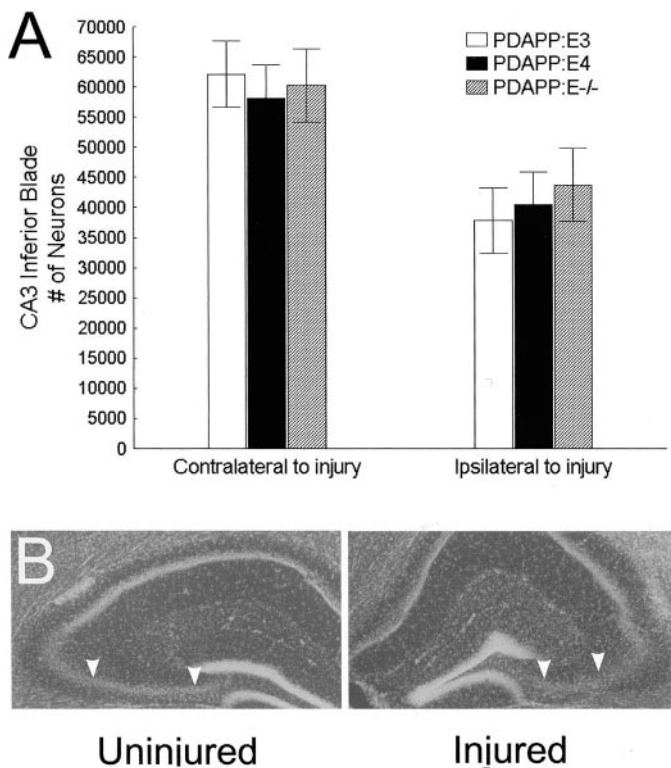 A
70000
65000
60000
55000
50000
45000
40000
35000
30000
25000
20000
15000
10000
5000
0
CA3 Inferior Blade
# of Neurons
PDAPP:E3
PDAPP:E4
PDAPP:E-/-
Contralateral to injury
Ipsilateral to injury
B
Uninjured
Injured